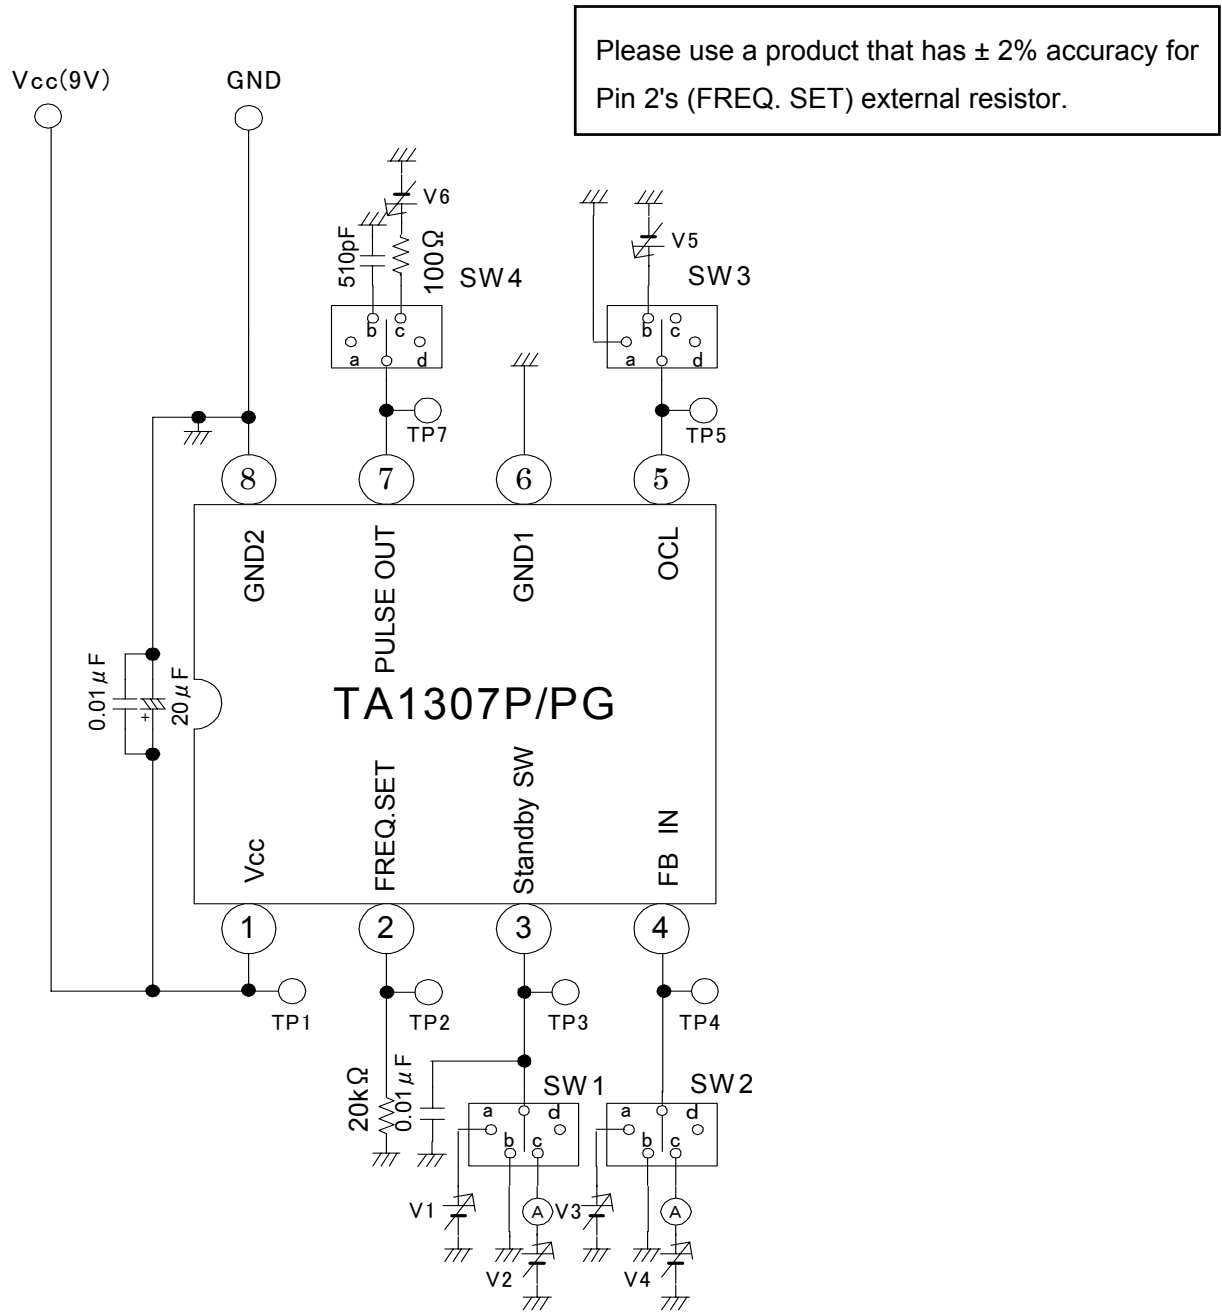 Please use a product that has ± 2% accuracy for
Pin 2's (FREQ. SET) external resistor.
Vcc(9V)
GND
V6
510pF
100Ω
SW4
b
c
a
d
TP7
V5
SW3
b
c
a
d
TP5
8
7
6
5
GND2
PULSE OUT
GND1
OCL
0.01μF
+
20μF
TA1307P/PG
Vcc
FREQ.SET
Standby SW
FB IN
1
2
3
4
TP1
TP2
TP3
TP4
20kΩ
0.01μF
SW1
a
d
b
c
SW2
a
d
b
c
V1
A
V3
A
V2
V4